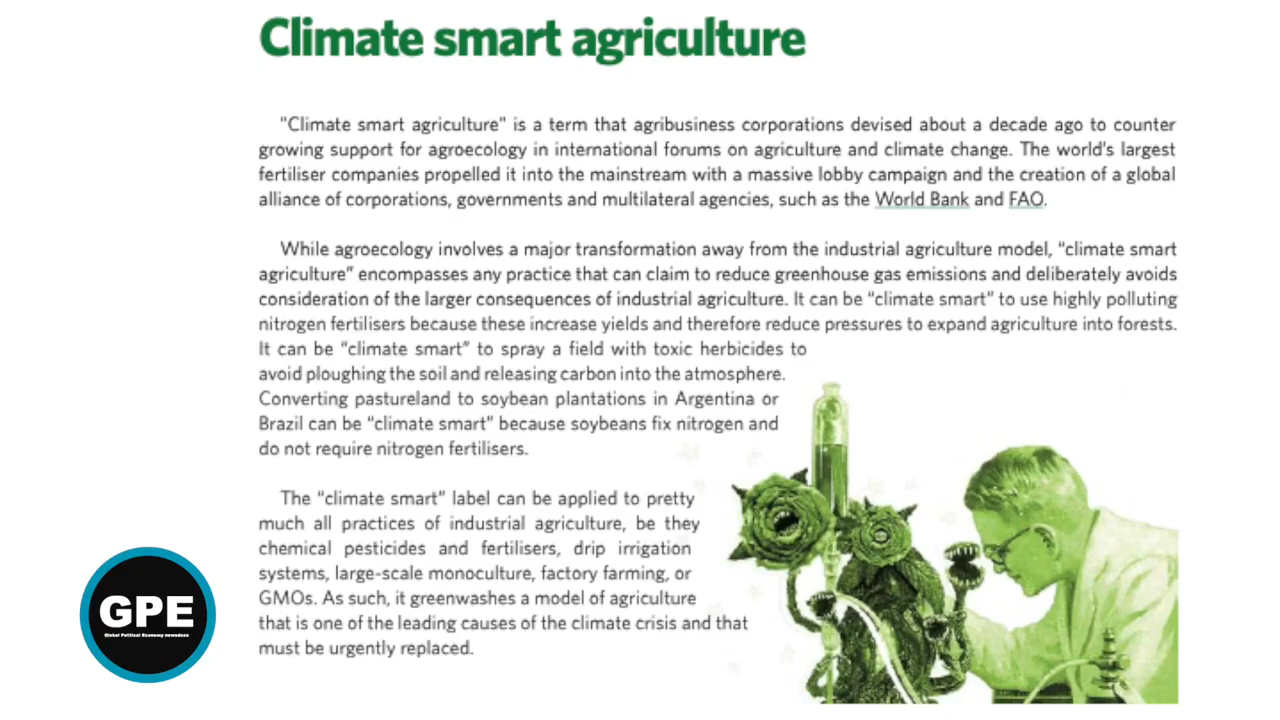 Climate smart agriculture
"Climate smart agriculture" is a term that agribusiness corporations devised about a decade ago to counter
growing support for agroecology in international forums on agriculture and climate change. The world's largest
fertiliser companies propelled it into the mainstream with a massive lobby campaign and the creation of a global
alliance of corporations, governments and multilateral agencies, such as the World Bank and FAO.
While agroecology involves a major transformation away from the industrial agriculture model, "climate smart
agriculture" encompasses any practice that can claim to reduce greenhouse gas emissions and deliberately avoids
consideration of the larger consequences of industrial agriculture. It can be "climate smart" to use highly polluting
nitrogen fertilisers because these increase yields and therefore reduce pressures to expand agriculture into forests.
It can be "climate smart" to spray a field with toxic herbicides to
avoid ploughing the soil and releasing carbon into the atmosphere.
Converting pastureland to soybean plantations in Argentina or
Brazil can be "climate smart" because soybeans fix nitrogen and
do not require nitrogen fertilisers.
The "climate smart" label can be applied to pretty
much all practices of industrial agriculture, be they
chemical pesticides and fertilisers, drip irrigation
systems, large-scale monoculture, factory farming, or
GMOs. As such, it greenwashes a model of agriculture
that is one of the leading causes of the climate crisis and that
must be urgently replaced.
GPE
Global Political Economy newsdocs